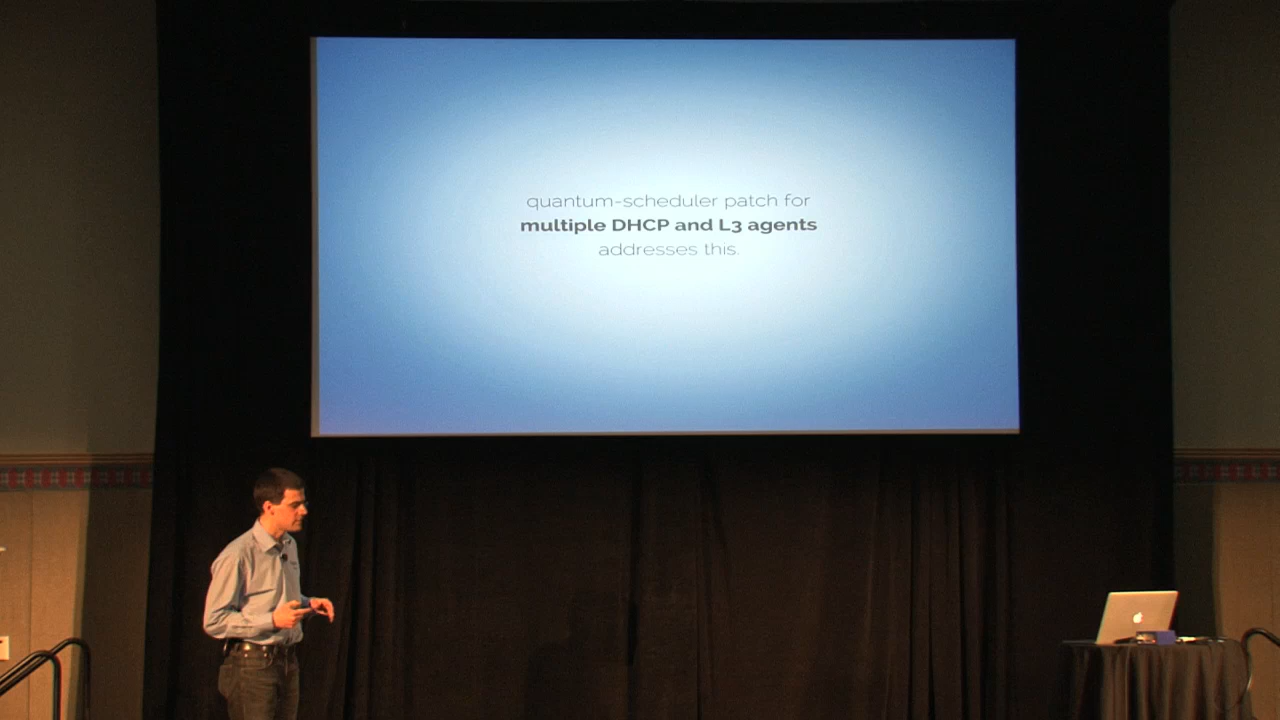 quantum-scheduler patch for
multiple DHCP and L3 agents
addresses this.